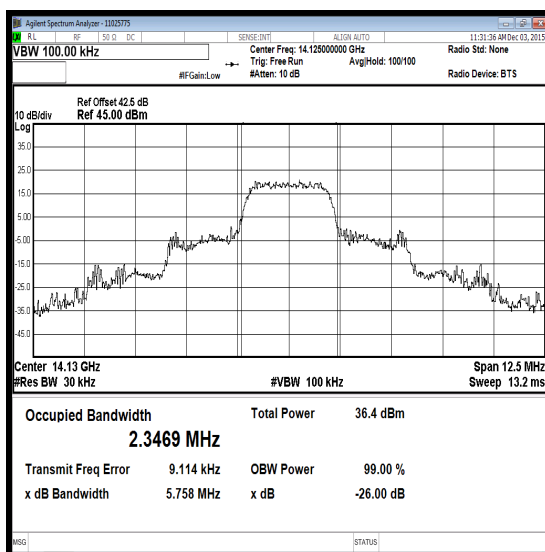 Agilent Spectrum Analyzer - 11025775
RL RF 50 Ω DC SENSE:INT ALIGN AUTO 11:31:36 AM Dec 03, 2015
VBW 100.00 kHz Center Freq: 14.125000000 GHz Radio Std: None
Trig: Free Run Avg|Hold: 100/100
#IFGain:Low #Atten: 10 dB Radio Device: BTS
Ref Offset 42.5 dB
10 dB/div Ref 45.00 dBm
Log
35.0
25.0
15.0
5.00
-5.00
-15.0
-25.0
-35.0
-45.0
Center 14.13 GHz Span 12.5 MHz
#Res BW 30 kHz #VBW 100 kHz Sweep 13.2 ms
Occupied Bandwidth Total Power 36.4 dBm
2.3469 MHz
Transmit Freq Error 9.114 kHz OBW Power 99.00 %
x dB Bandwidth 5.758 MHz x dB -26.00 dB
MSG STATUS